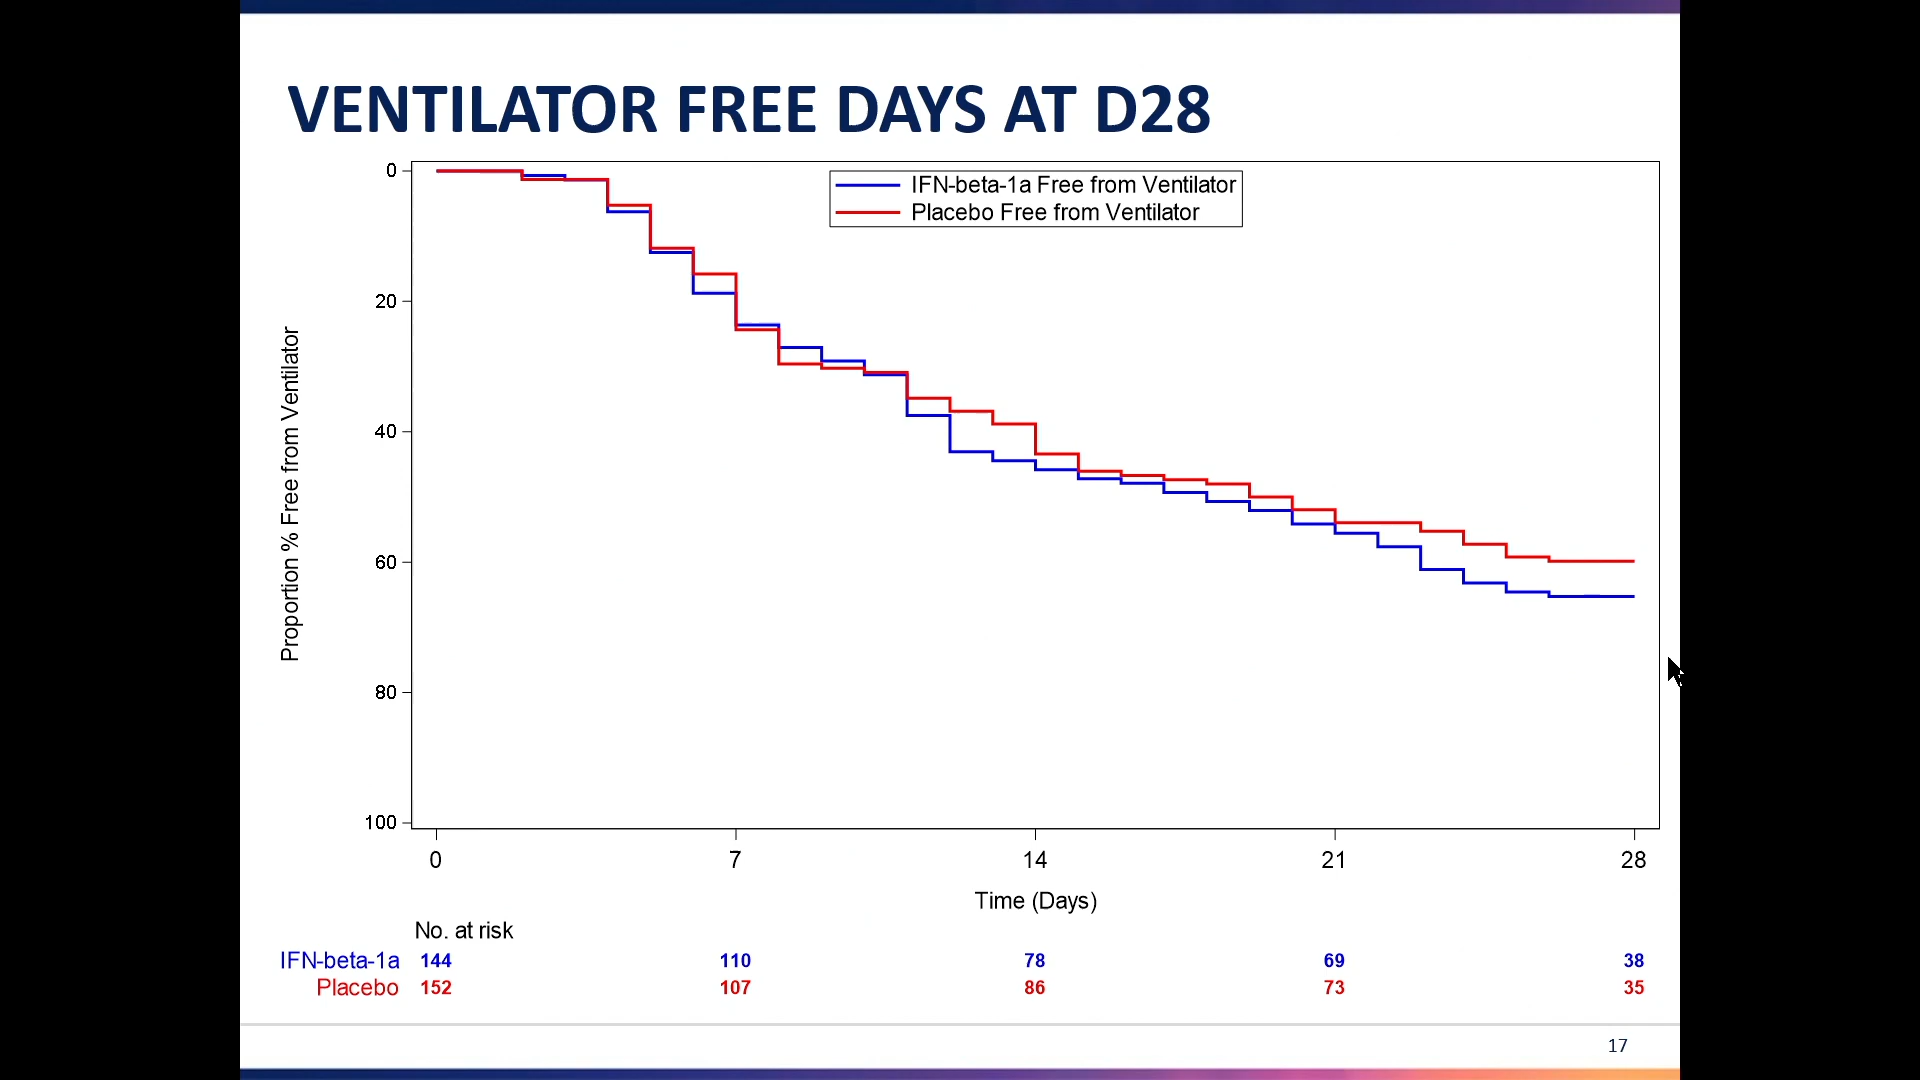 VENTILATOR FREE DAYS AT D28
IFN-beta-1a Free from Ventilator
Placebo Free from Ventilator
Proportion % Free from Ventilator
0
20
40
60
80
100
0 7 14 21 28
Time (Days)
No. at risk
IFN-beta-1a 144 110 78 69 38
Placebo 152 107 86 73 35
17